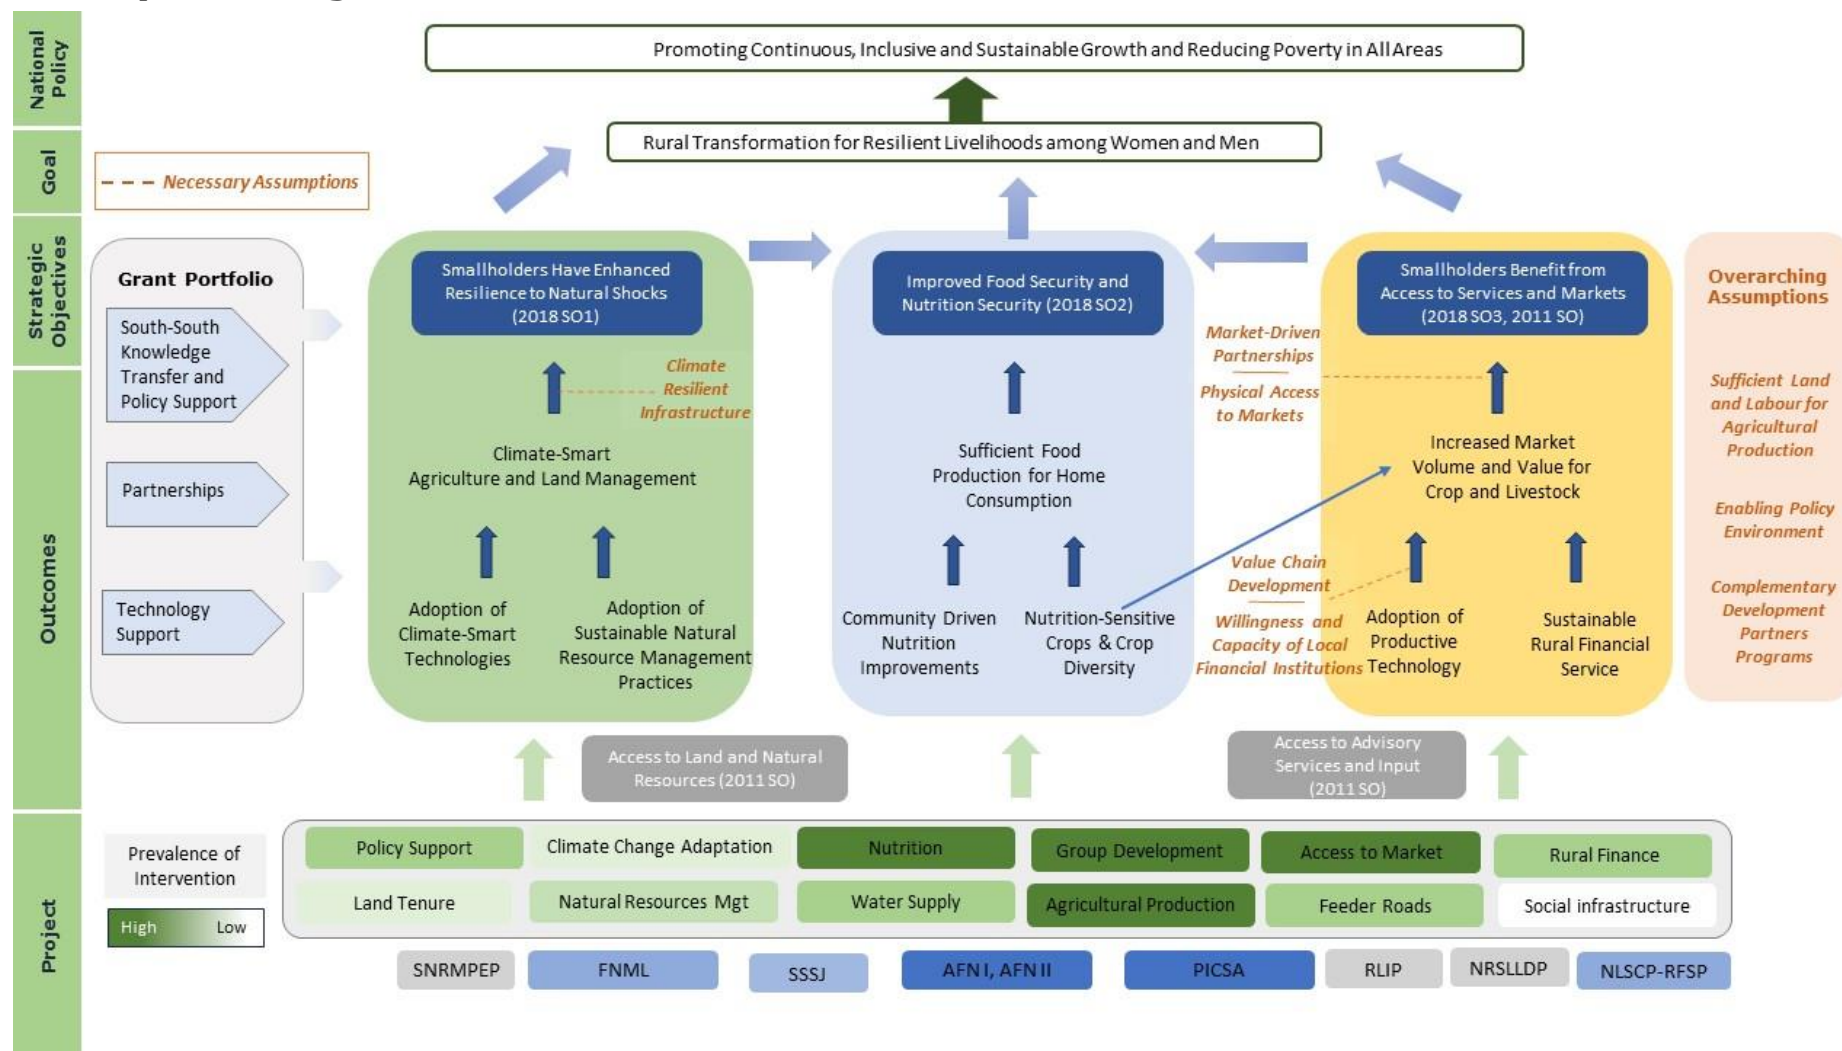 National
Policy
Promoting Continuous, Inclusive and Sustainable Growth and Reducing Poverty in All Areas
Goal
Rural Transformation for Resilient Livelihoods among Women and Men
Necessary Assumptions
Strategic
Objectives
Grant Portfolio
South-South
Knowledge
Transfer and
Policy Support
Partnerships
Technology
Support
Smallholders Have Enhanced
Resilience to Natural Shocks
(2018 SO1)
Climate
Resilient
Infrastructure
Climate-Smart
Agriculture and Land Management
Adoption of
Climate-Smart
Technologies
Adoption of
Sustainable Natural
Resource Management
Practices
Improved Food Security and
Nutrition Security (2018 SO2)
Sufficient Food
Production for Home
Consumption
Community Driven
Nutrition
Improvements
Nutrition-Sensitive
Crops & Crop
Diversity
Market-Driven
Partnerships
Physical Access
to Markets
Value Chain
Development
Willingness and
Capacity of Local
Financial Institutions
Smallholders Benefit from
Access to Services and Markets
(2018 SO3, 2011 SO)
Increased Market
Volume and Value for
Crop and Livestock
Adoption of
Productive
Technology
Sustainable
Rural Financial
Service
Overarching
Assumptions
Sufficient Land
and Labour for
Agricultural
Production
Enabling Policy
Environment
Complementary
Development
Partners
Programs
Outcomes
Access to Land and Natural
Resources (2011 SO)
Access to Advisory
Services and Input
(2011 SO)
Project
Prevalence of
Intervention
High Low
Policy Support
Climate Change Adaptation
Nutrition
Group Development
Access to Market
Rural Finance
Land Tenure
Natural Resources Mgt
Water Supply
Agricultural Production
Feeder Roads
Social infrastructure
SNRMPEP
FNML
SSSJ
AFN I, AFN II
PICSA
RLIP
NRSLLDP
NLSCP-RFSP